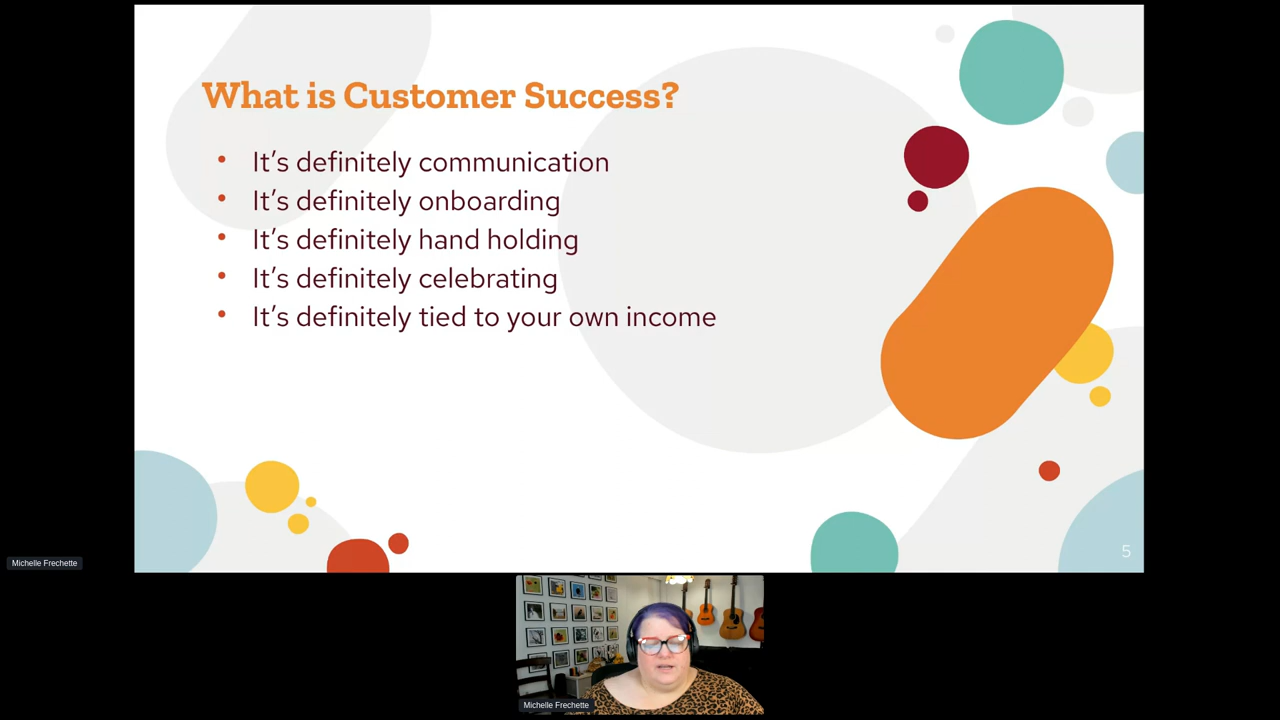 What is Customer Success?
• It’s definitely communication
• It’s definitely onboarding
• It’s definitely hand holding
• It’s definitely celebrating
• It’s definitely tied to your own income
5
Michelle Frechette
Michelle Frechette